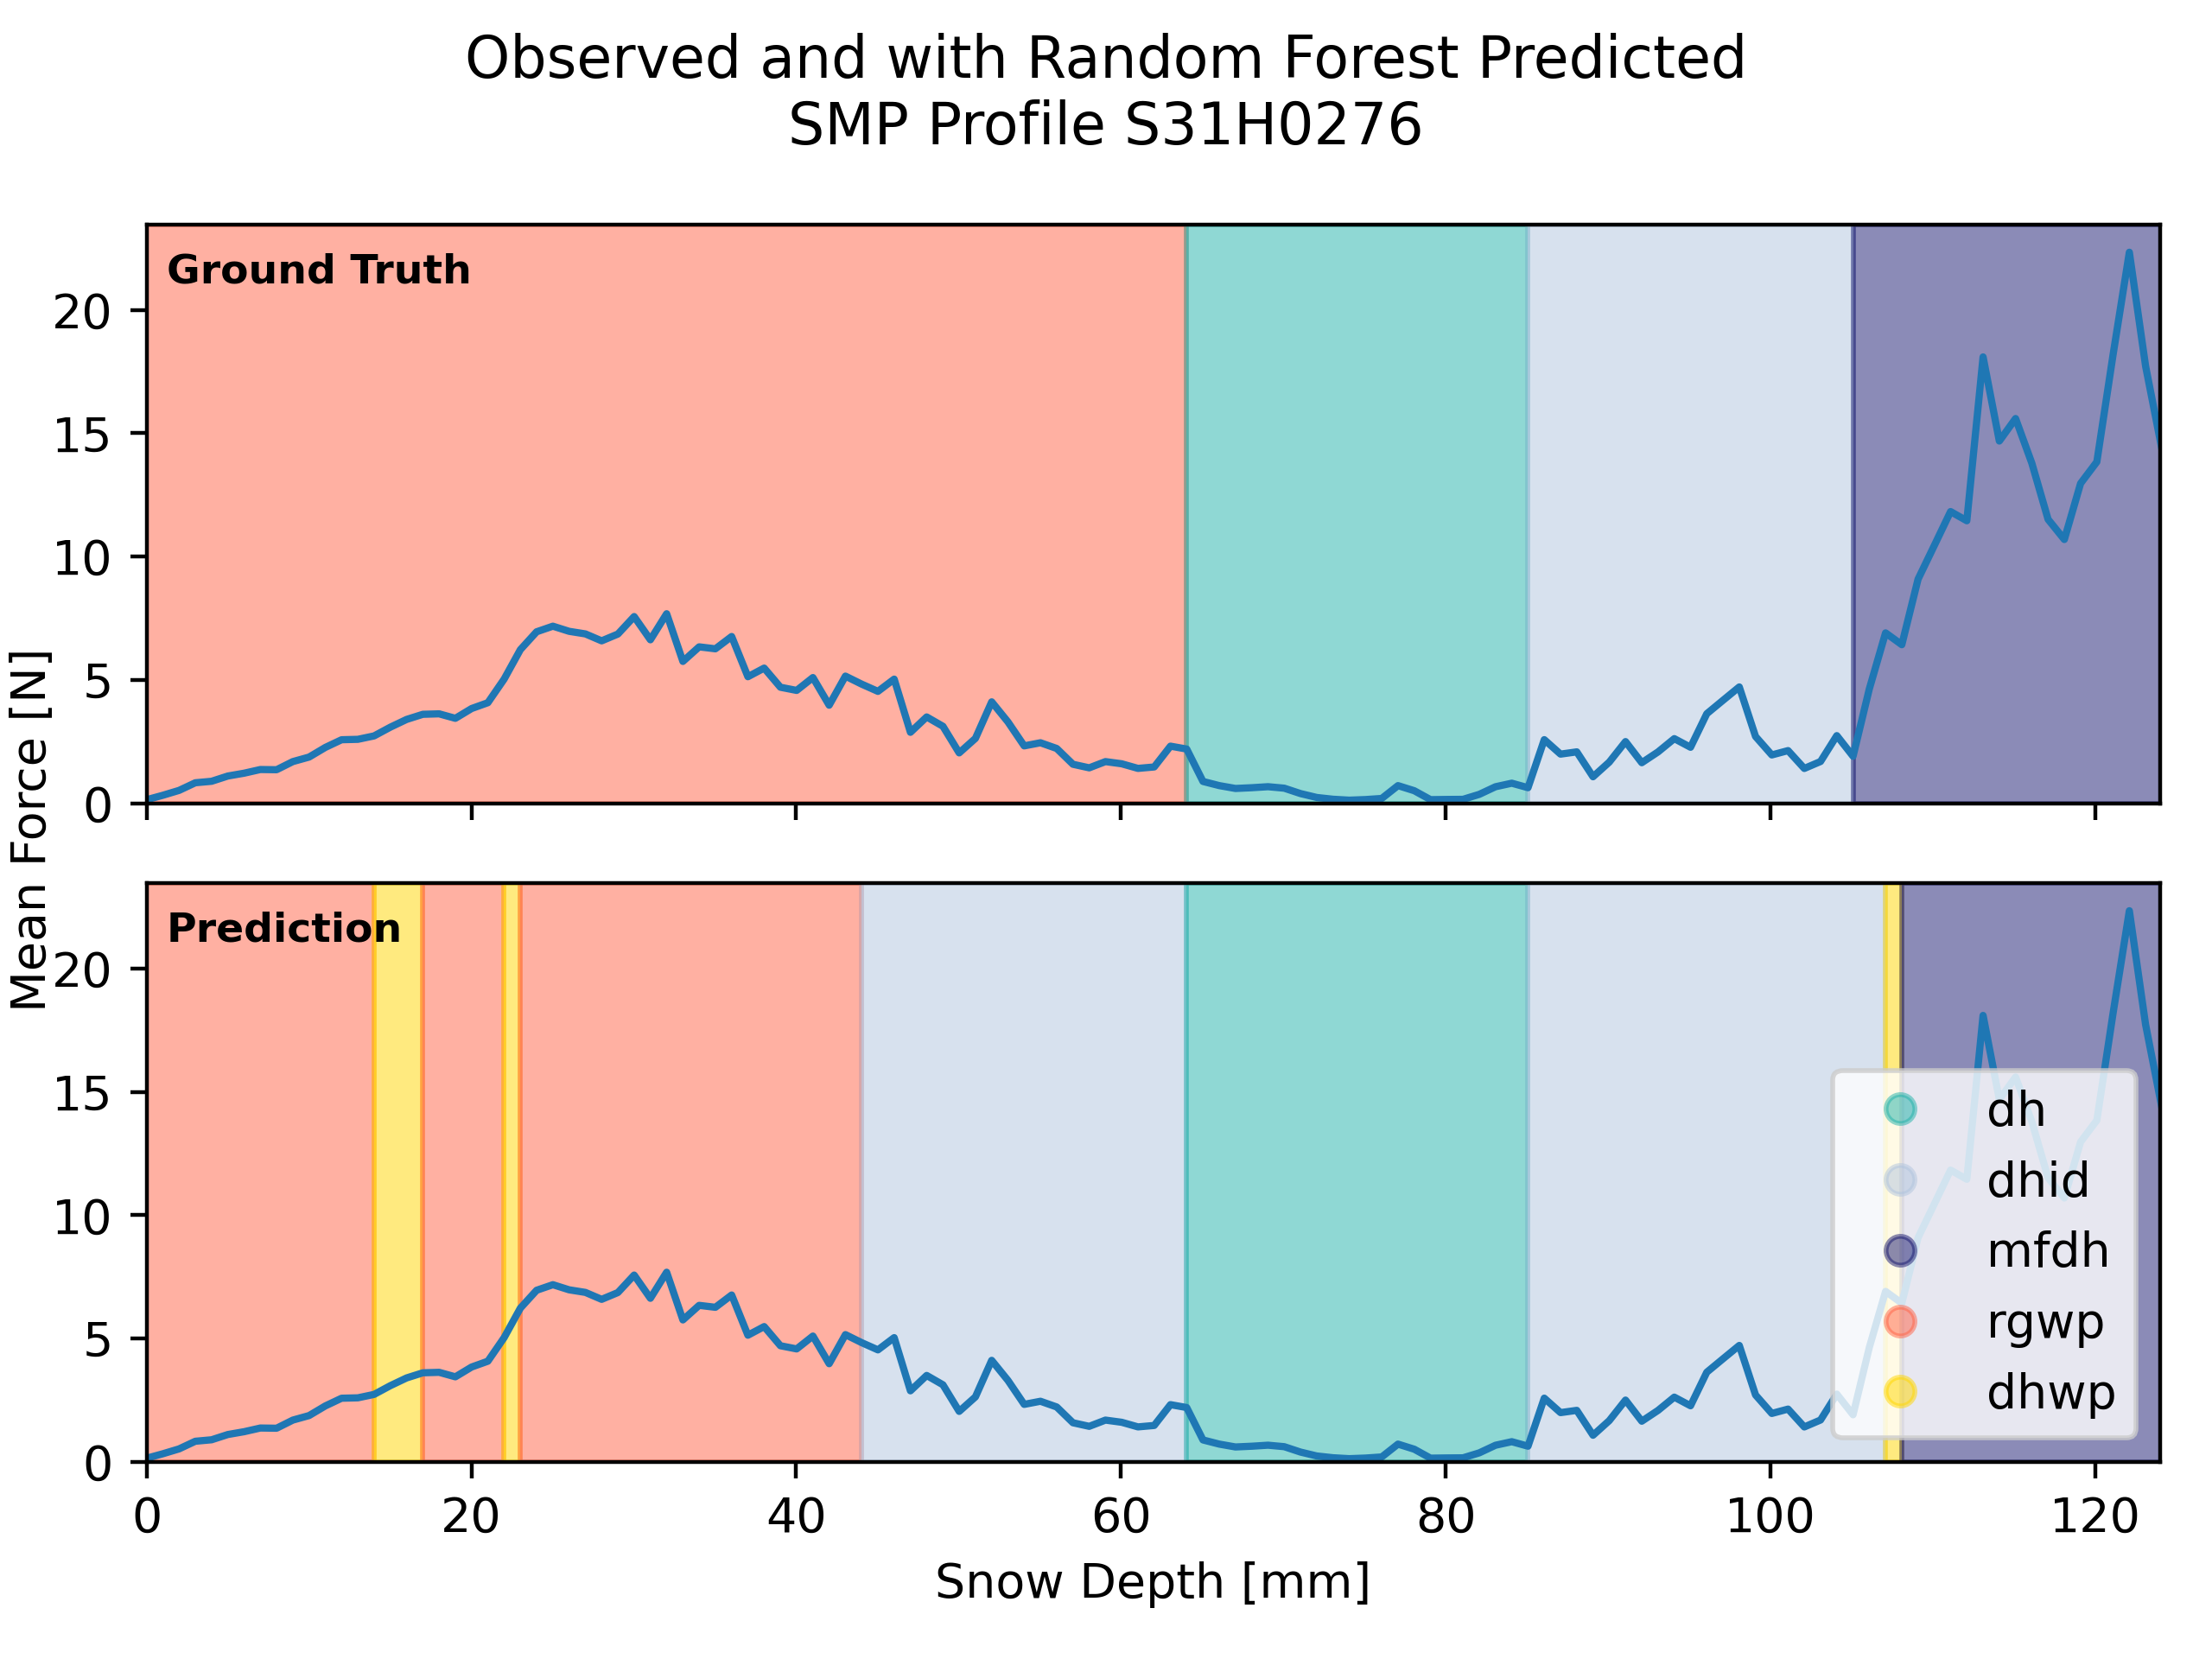 Observed and with Random Forest Predicted
SMP Profile S31H0276
Ground Truth
20
15
10
5
0
Mean Force [N]
Prediction
20
15
10
5
0
dh
dhid
mfdh
rgwp
dhwp
0 20 40 60 80 100 120
Snow Depth [mm]